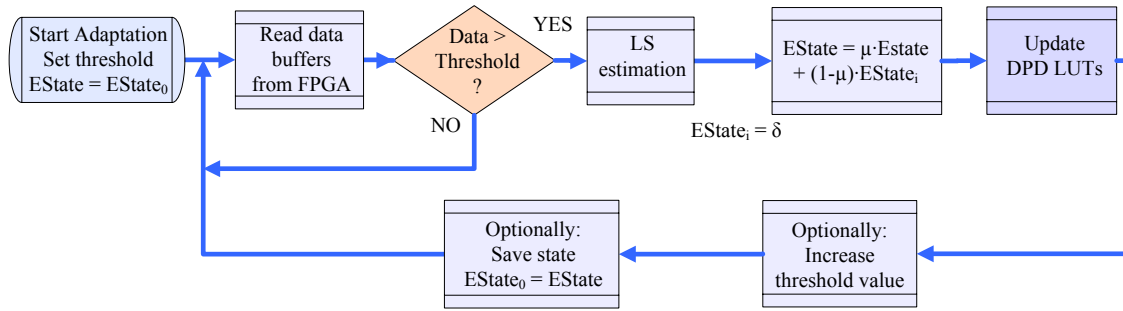 Start Adaptation
Set threshold
EState = EState₀
Read data
buffers
from FPGA
Data >
Threshold
?
YES
NO
LS
estimation
EStateᵢ = δ
EState = μ·Estate
+ (1-μ)·EStateᵢ
Update
DPD LUTs
Optionally:
Save state
EState₀ = EState
Optionally:
Increase
threshold value